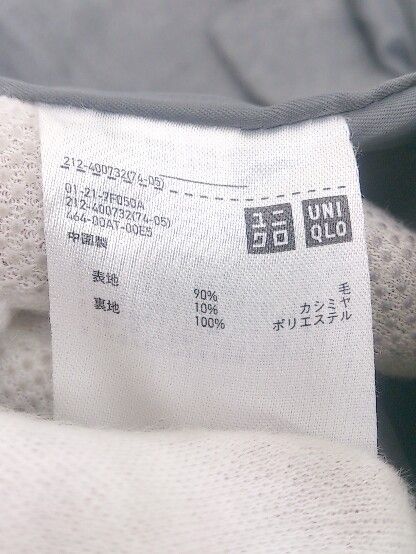 212-400732(74-05)
01-21-7F050A
212-400732(74-05)
464-00AT-00E5
中国製
ユニクロ
UNIQLO
表地 90% 毛
裏地 10% カシミヤ
100% ポリエステル